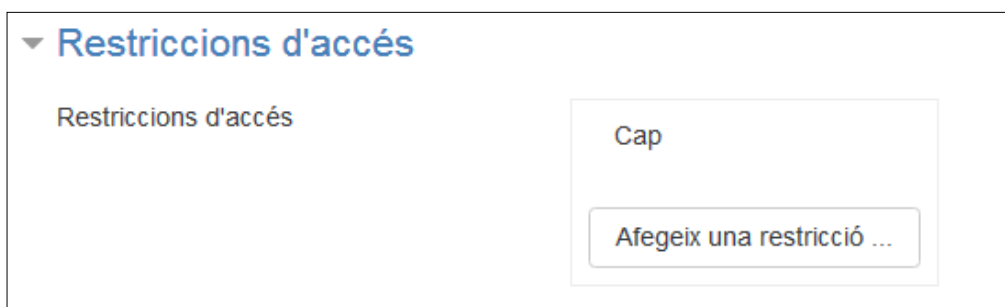 Restriccions d'accés
Restriccions d'accés
Cap
Afegeix una restricció ...